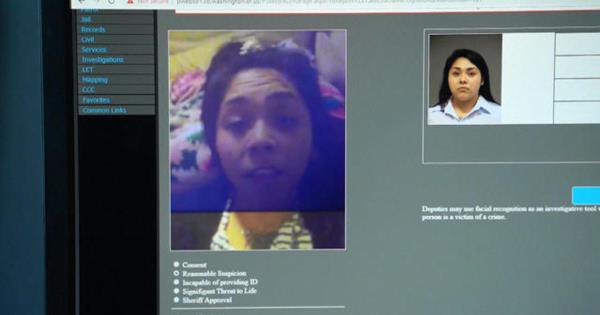 Jail
Records
Civil
Services
Investigations
LET
Mapping
CCC
Favorites
Common Links
Deputies may use facial recognition as an investigative tool
person is a victim of a crime.
Consent
Reasonable Suspicion
Incapable of providing ID
Signifigant Threat to Life
Sheriff Approval